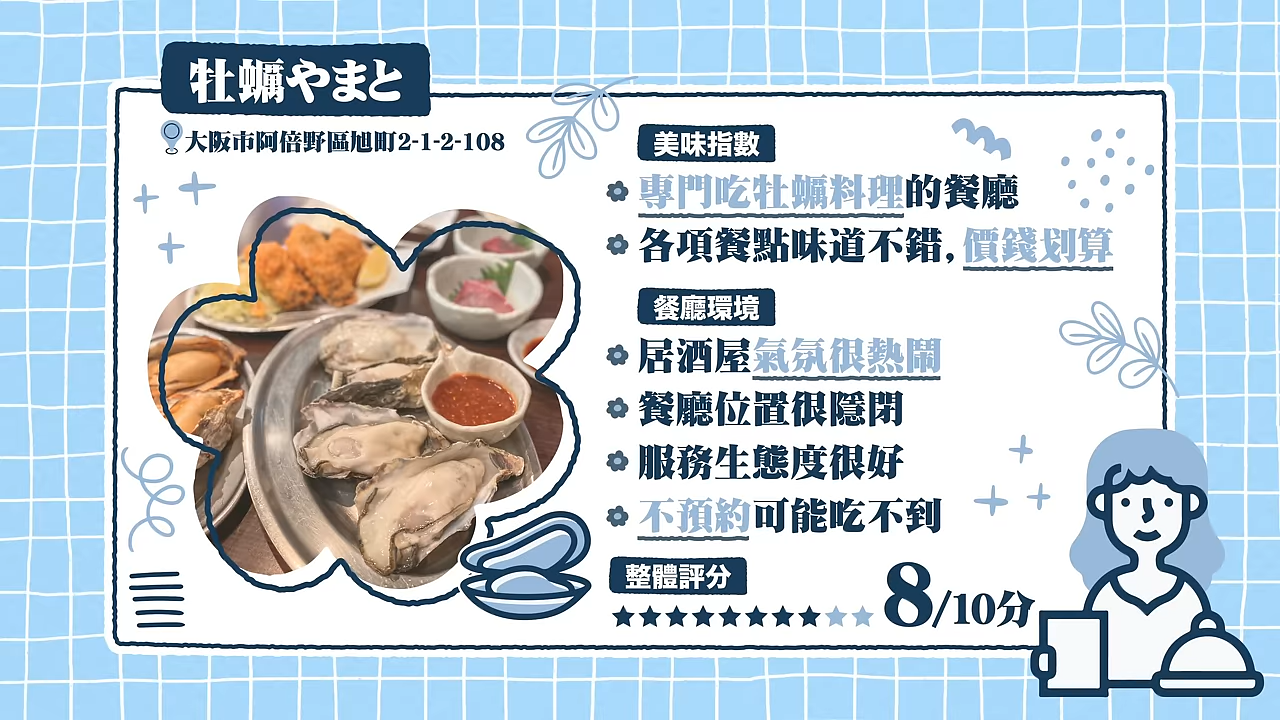 牡蠣やまと
大阪市阿倍野區旭町2-1-2-108
美味指數
專門吃牡蠣料理的餐廳
各項餐點味道不錯,價錢划算
餐廳環境
居酒屋氣氛很熱鬧
餐廳位置很隱閉
服務生態度很好
不預約可能吃不到
整體評分
8/10分